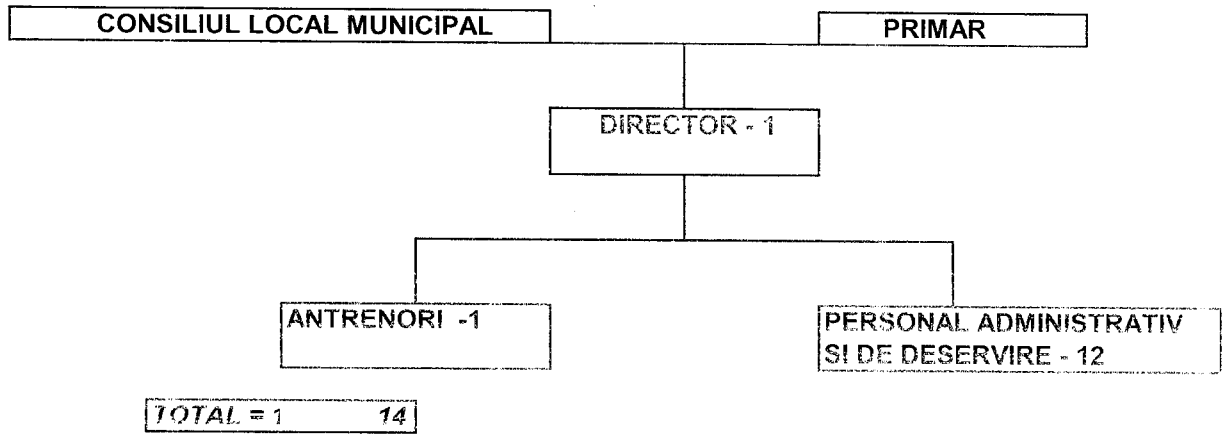 CONSILIUL LOCAL MUNICIPAL
PRIMAR
DIRECTOR - 1
ANTRENORI -1
PERSONAL ADMINISTRATIV
SI DE DESERVIRE - 12
TOTAL = 1 14